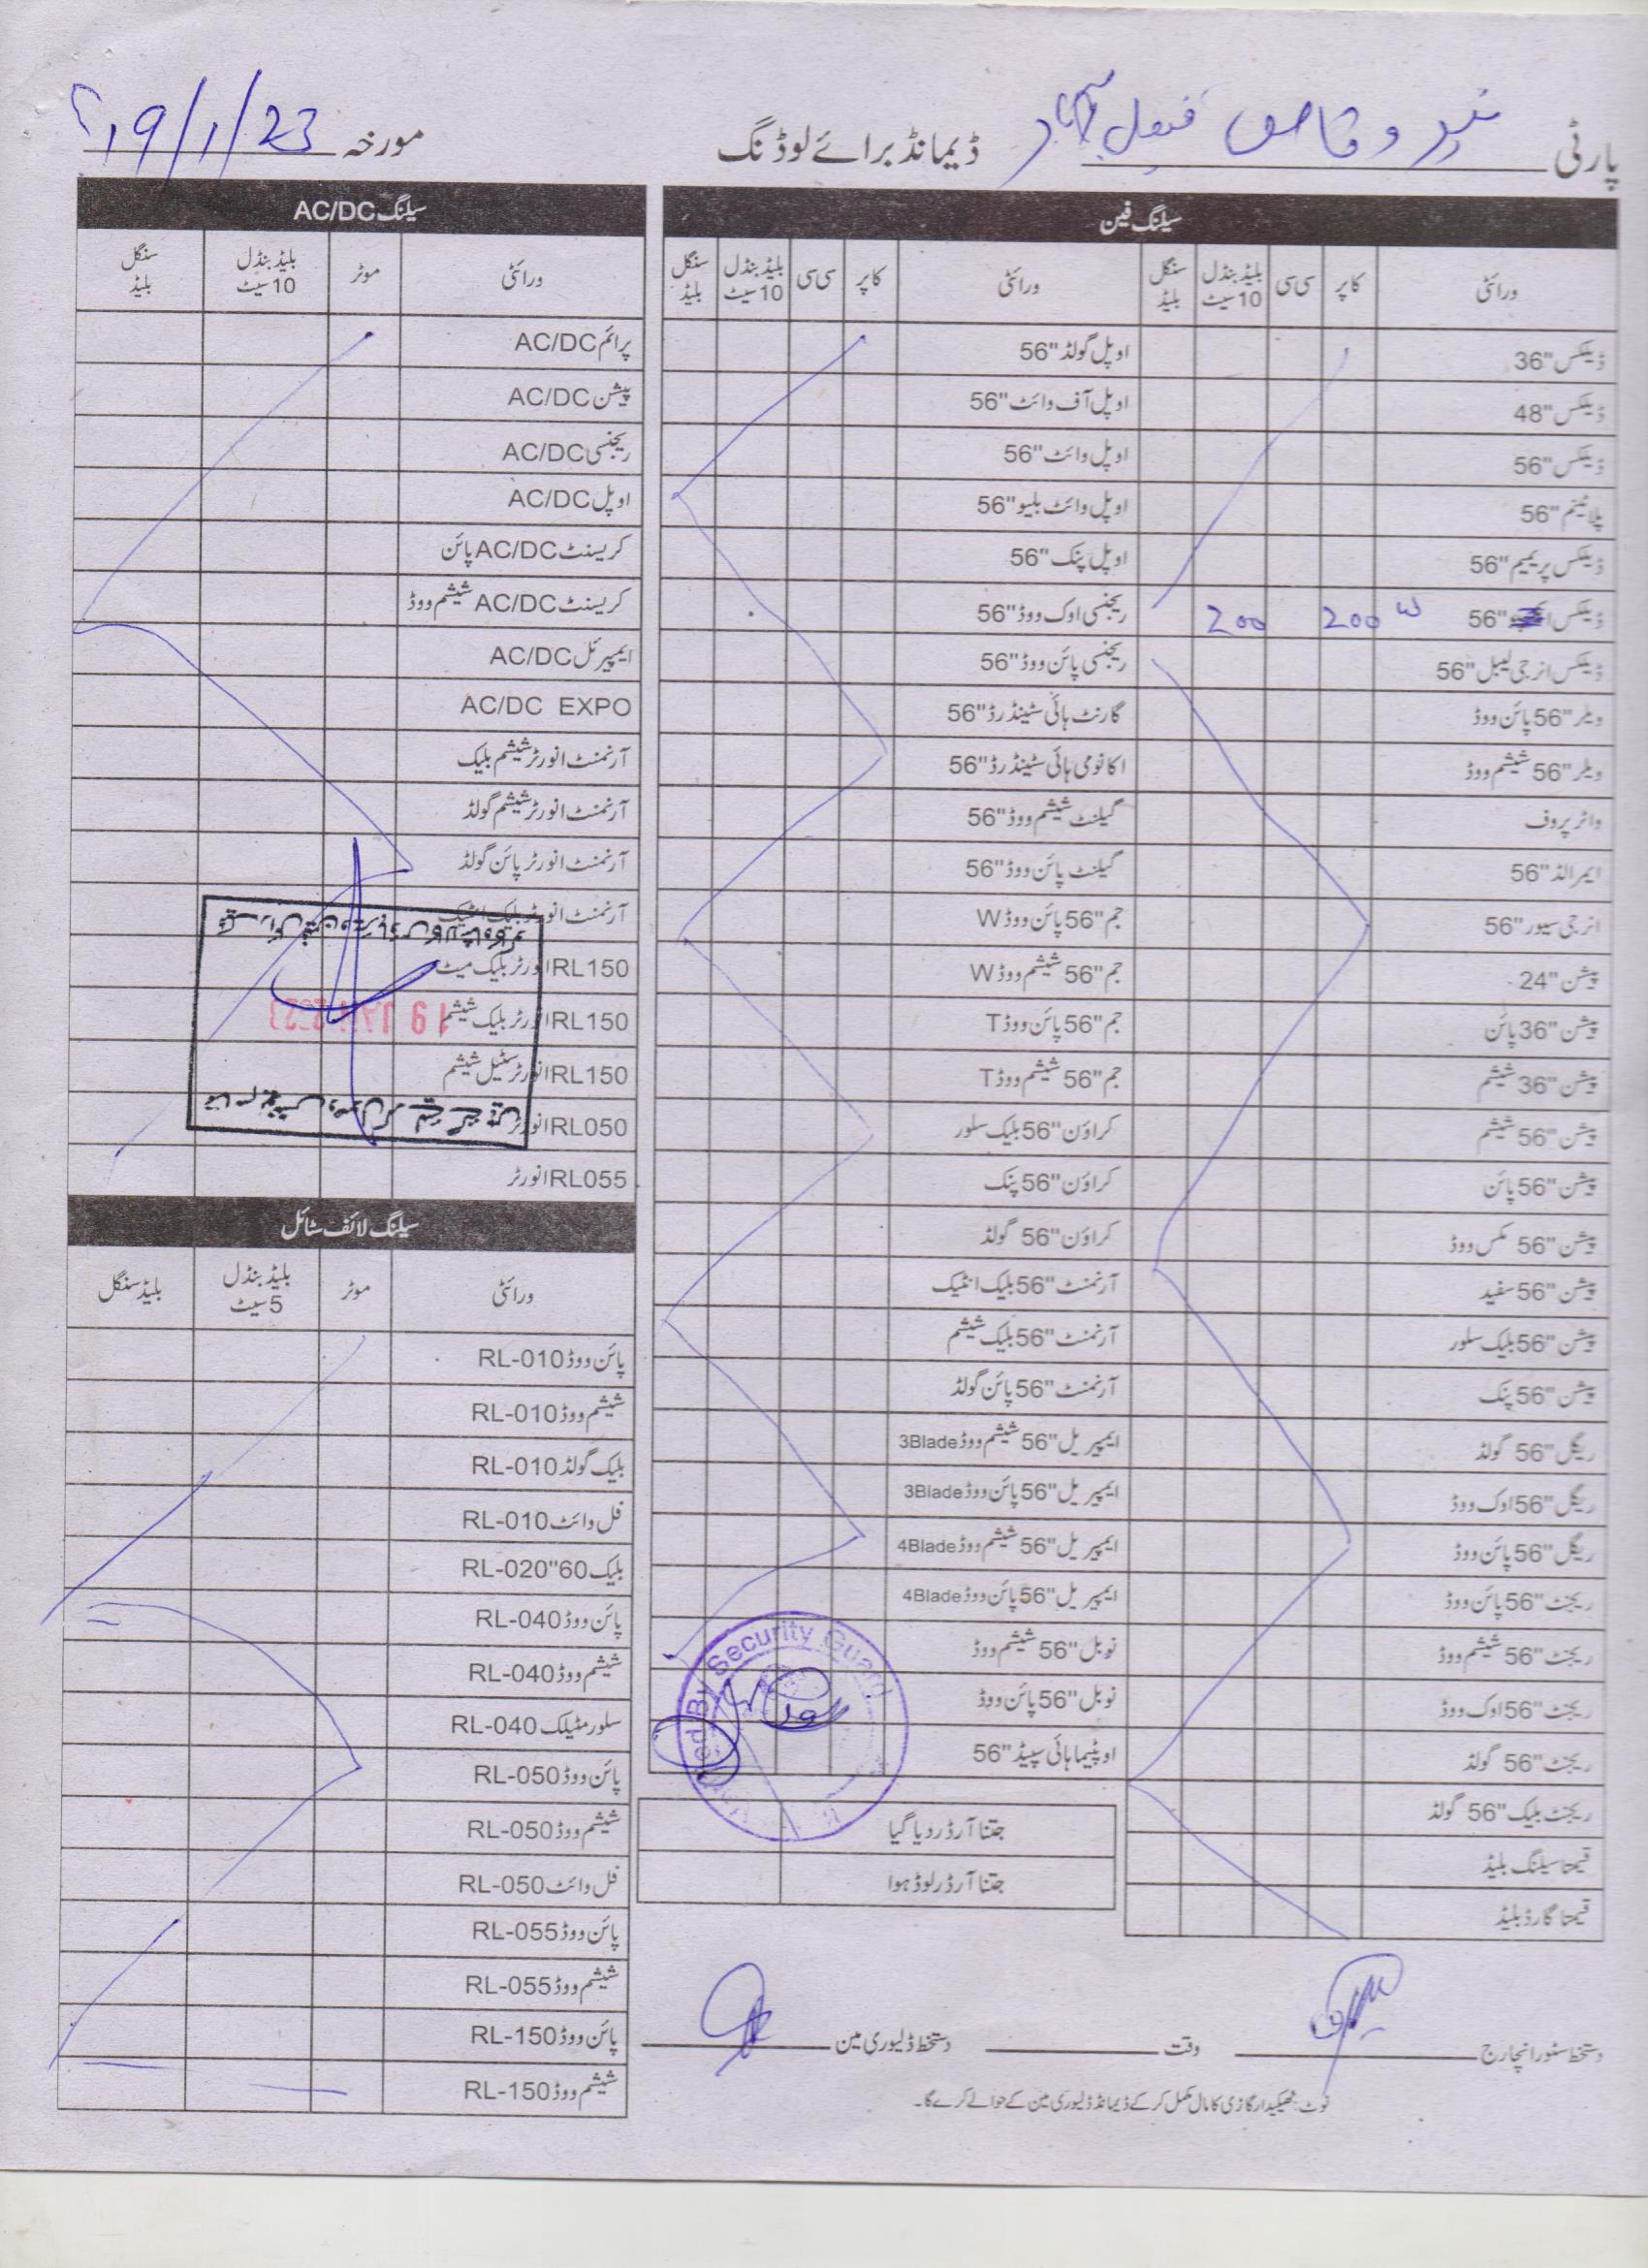 پارٹی نیو وقاص فیصل آباد ڈیمانڈ برائے لوڈنگ مورخہ 19/1/23
سیلنگ فین
ورائٹی کاپر سی سی بلیڈ بنڈل 10 سیٹ سنگل بلیڈ ورائٹی کاپر سی سی بلیڈ بنڈل 10 سیٹ سنگل بلیڈ
ڈیلکس "36 اوپل گولڈ "56
ڈیلکس "48 اوپل آف وائٹ "56
ڈیلکس "56 اوپل وائٹ "56
پلاٹینم "56 اوپل وائٹ بلیو "56
ڈیلکس پریمیم "56 اوپل پنک "56
ڈیلکس "56 W 200 200 ریجنسی اوک ووڈ "56
ڈیلکس انرجی لیبل "56 ریجنسی پائن ووڈ "56
ویلر "56 پائن ووڈ گارنٹ ہائی سٹینڈرڈ "56
ویلر "56 شیشم ووڈ اکانومی ہائی سٹینڈرڈ "56
واٹر پروف گیلنٹ شیشم ووڈ "56
ایمرالڈ "56 گیلنٹ پائن ووڈ "56
انرجی سیور "56 جم "56 پائن ووڈ W
پیشن "24 جم "56 شیشم ووڈ W
پیشن "36 پائن جم "56 پائن ووڈ T
پیشن "36 شیشم جم "56 شیشم ووڈ T
پیشن "56 شیشم کراؤن "56 بلیک سلور
پیشن "56 پائن کراؤن "56 پنک
پیشن "56 مکس ووڈ کراؤن "56 گولڈ
پیشن "56 سفید آرنمنٹ "56 بلیک انٹیک
پیشن "56 بلیک سلور آرنمنٹ "56 بلیک شیشم
پیشن "56 پنک آرنمنٹ "56 پائن گولڈ
ریگل "56 گولڈ ایمپیریل "56 شیشم ووڈ 3Blade
ریگل "56 اوک ووڈ ایمپیریل "56 پائن ووڈ 3Blade
ریگل "56 پائن ووڈ ایمپیریل "56 شیشم ووڈ 4Blade
ریجنٹ "56 پائن ووڈ ایمپیریل "56 پائن ووڈ 4Blade
ریجنٹ "56 شیشم ووڈ نوبل "56 شیشم ووڈ
ریجنٹ "56 اوک ووڈ نوبل "56 پائن ووڈ
ریجنٹ "56 گولڈ اوپٹیما ہائی سپیڈ "56
ریجنٹ بلیک "56 گولڈ
قیمتا سیلنگ بلیڈ
قیمتا گارڈ بلیڈ
جتنا آرڈر دیا گیا
جتنا آرڈر لوڈ ہوا
By Security Guard
سیلنگ AC/DC
ورائٹی موٹر بلیڈ بنڈل 10 سیٹ سنگل بلیڈ
پرائم AC/DC
پیشن AC/DC
ریجنسی AC/DC
اوپل AC/DC
کریسنٹ AC/DC پائن
کریسنٹ AC/DC شیشم ووڈ
ایمپیرئل AC/DC
AC/DC EXPO
آرنمنٹ انورٹر شیشم بلیک
آرنمنٹ انورٹر شیشم گولڈ
آرنمنٹ انورٹر پائن گولڈ
آرنمنٹ انورٹر بلیک انٹیک
RL150 انورٹر بلیک میٹ
RL150 انورٹر بلیک شیشم
RL150 انورٹر سٹیل شیشم
RL050 انورٹر
RL055 انورٹر
19 JAN 2023
سیلنگ لائف سٹائل
ورائٹی موٹر بلیڈ بنڈل 5 سیٹ بلیڈ سنگل
پائن ووڈ RL-010
شیشم ووڈ RL-010
بلیک گولڈ RL-010
فل وائٹ RL-010
بلیک 60"RL-020
پائن ووڈ RL-040
شیشم ووڈ RL-040
سلور مٹیلک RL-040
پائن ووڈ RL-050
شیشم ووڈ RL-050
فل وائٹ RL-050
پائن ووڈ RL-055
شیشم ووڈ RL-055
پائن ووڈ RL-150
شیشم ووڈ RL-150
دستخط سٹور انچارج وقت دستخط ڈلیوری مین
نوٹ: ٹھیکیدار گاڑی کا مال مکمل کر کے ڈیمانڈ ڈلیوری مین کے حوالے کرے گا۔